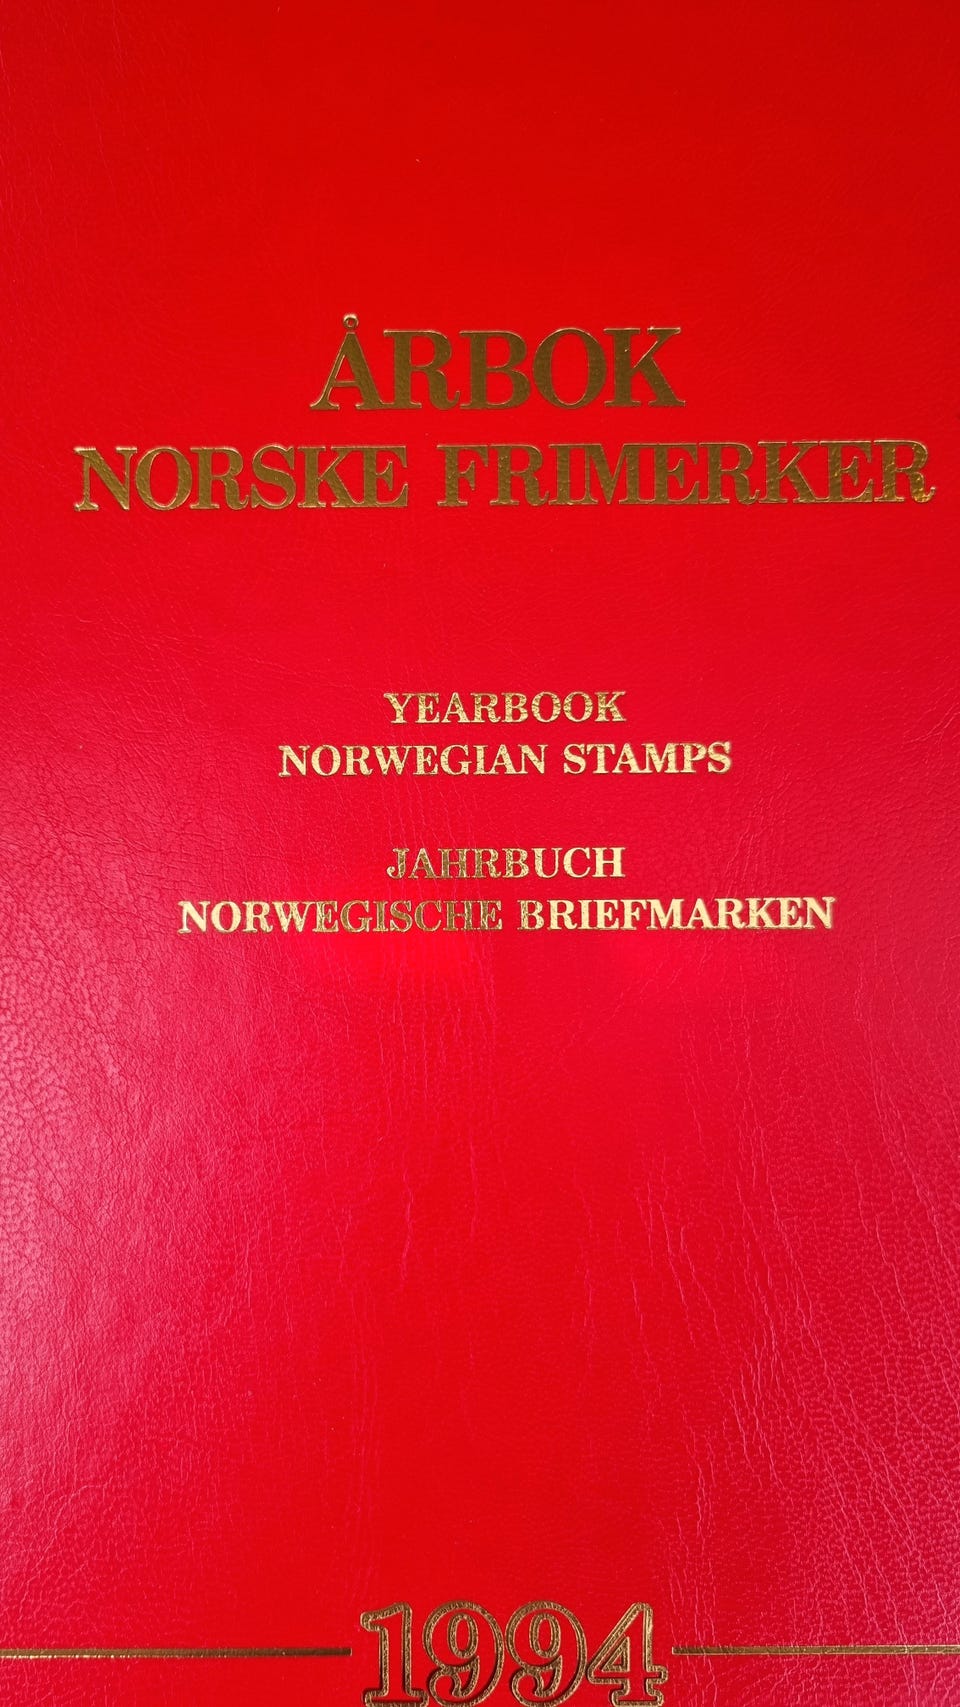 ÅRBOK
NORSKE FRIMERKER
YEARBOOK
NORWEGIAN STAMPS
JAHRBUCH
NORWEGISCHE BRIEFMARKEN
1994